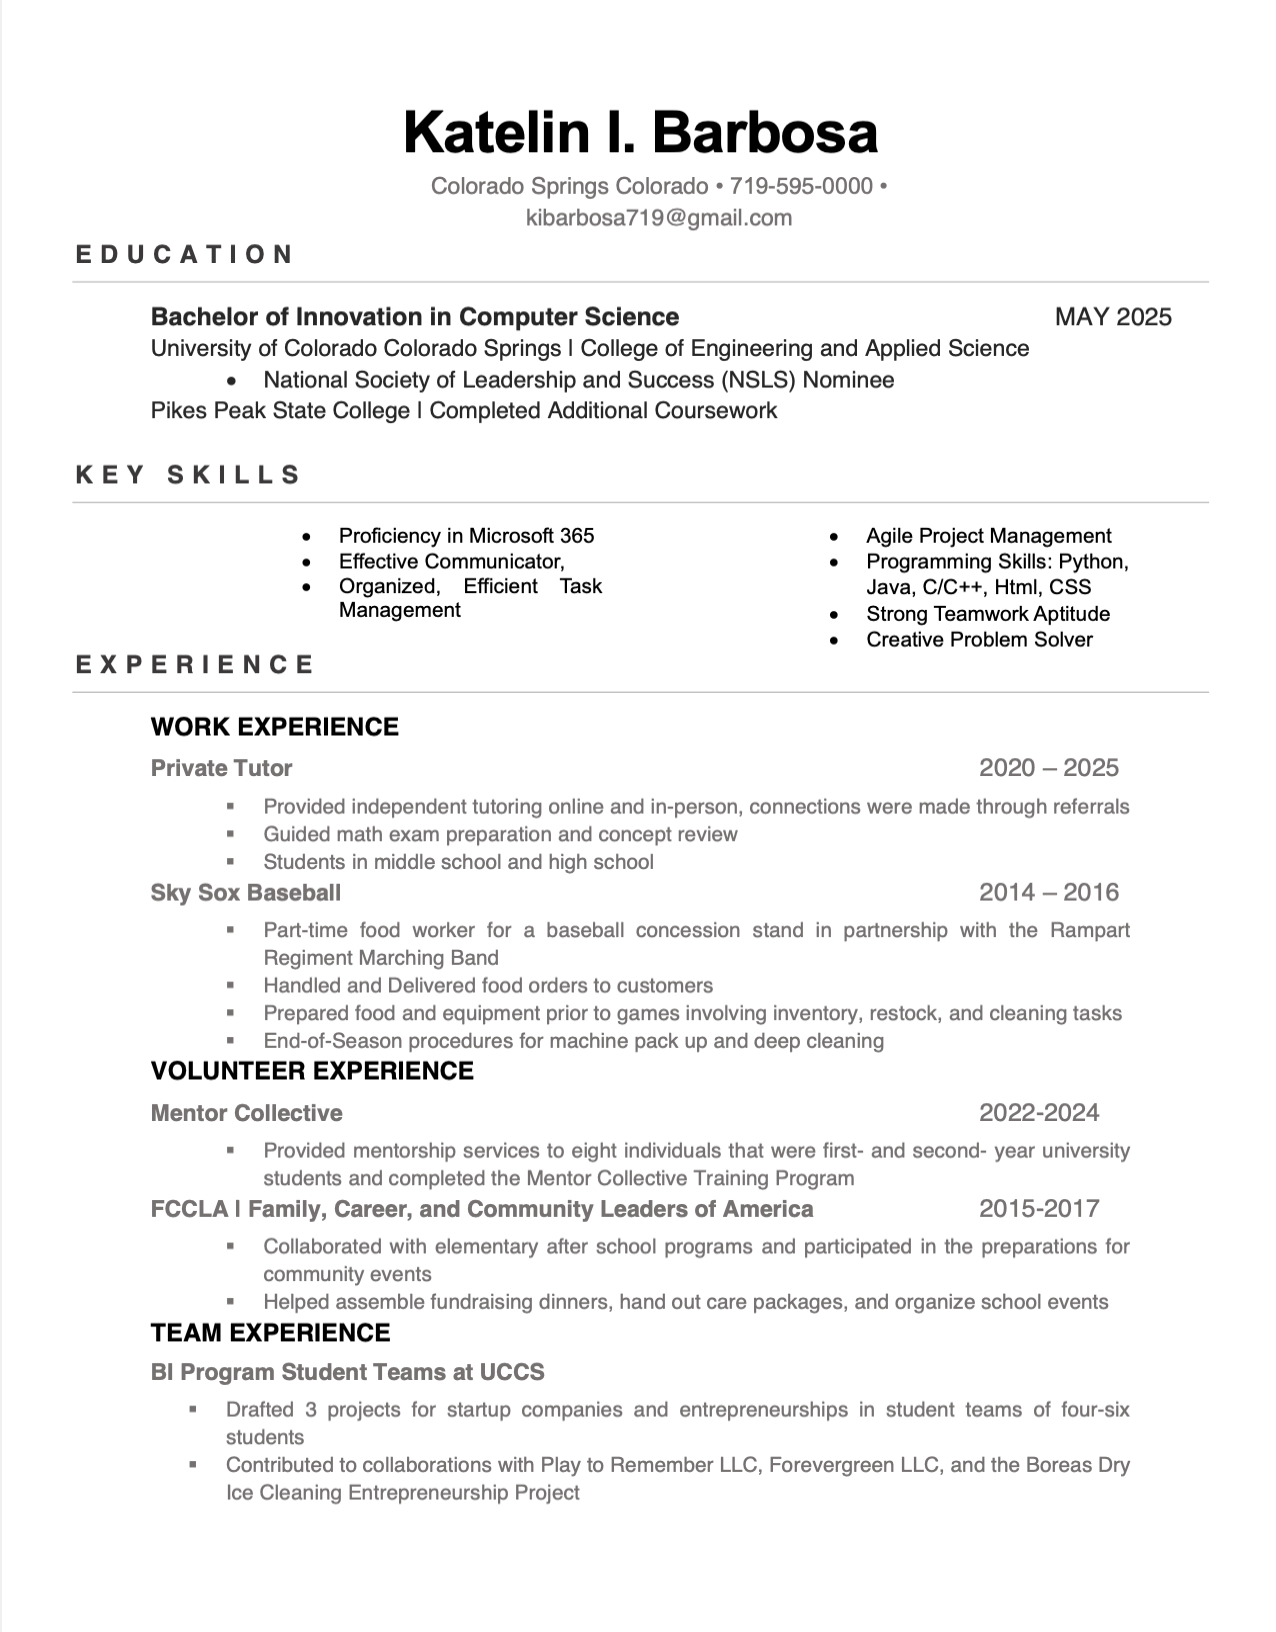 Katelin I. Barbosa
Colorado Springs Colorado • 719-595-0000 •
kibarbosa719@gmail.com
EDUCATION
Bachelor of Innovation in Computer Science MAY 2025
University of Colorado Colorado Springs | College of Engineering and Applied Science
• National Society of Leadership and Success (NSLS) Nominee
Pikes Peak State College | Completed Additional Coursework
KEY SKILLS
• Proficiency in Microsoft 365
• Effective Communicator,
• Organized, Efficient Task
Management
• Agile Project Management
• Programming Skills: Python,
Java, C/C++, Html, CSS
• Strong Teamwork Aptitude
• Creative Problem Solver
EXPERIENCE
WORK EXPERIENCE
Private Tutor 2020 – 2025
▪ Provided independent tutoring online and in-person, connections were made through referrals
▪ Guided math exam preparation and concept review
▪ Students in middle school and high school
Sky Sox Baseball 2014 – 2016
▪ Part-time food worker for a baseball concession stand in partnership with the Rampart
Regiment Marching Band
▪ Handled and Delivered food orders to customers
▪ Prepared food and equipment prior to games involving inventory, restock, and cleaning tasks
▪ End-of-Season procedures for machine pack up and deep cleaning
VOLUNTEER EXPERIENCE
Mentor Collective 2022-2024
▪ Provided mentorship services to eight individuals that were first- and second- year university
students and completed the Mentor Collective Training Program
FCCLA | Family, Career, and Community Leaders of America 2015-2017
▪ Collaborated with elementary after school programs and participated in the preparations for
community events
▪ Helped assemble fundraising dinners, hand out care packages, and organize school events
TEAM EXPERIENCE
BI Program Student Teams at UCCS
▪ Drafted 3 projects for startup companies and entrepreneurships in student teams of four-six
students
▪ Contributed to collaborations with Play to Remember LLC, Forevergreen LLC, and the Boreas Dry
Ice Cleaning Entrepreneurship Project